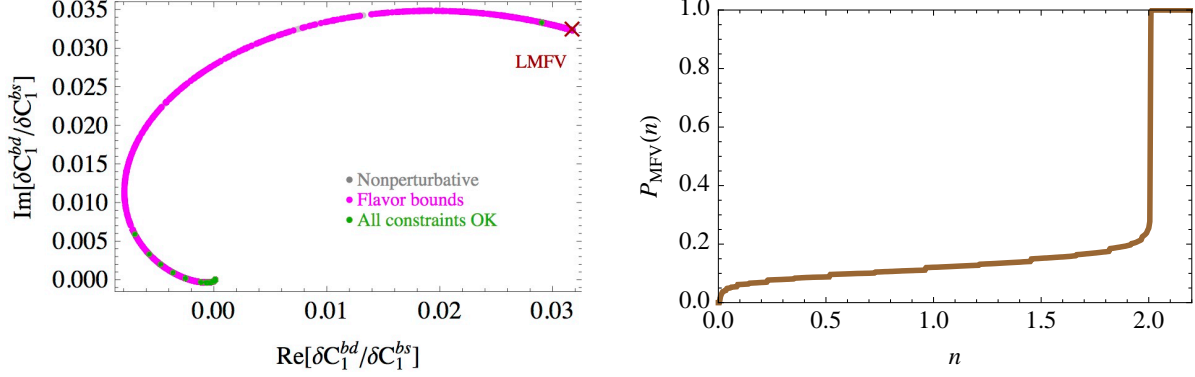 0.035
0.030
0.025
0.020
0.015
0.010
0.005
0.000
Im[δC₁ᵇᵈ/δC₁ᵇˢ]
LMFV
Nonperturbative
Flavor bounds
All constraints OK
0.00 0.01 0.02 0.03
Re[δC₁ᵇᵈ/δC₁ᵇˢ]
1.0
0.8
0.6
0.4
0.2
0.0
P_MFV(n)
0.0 0.5 1.0 1.5 2.0
n